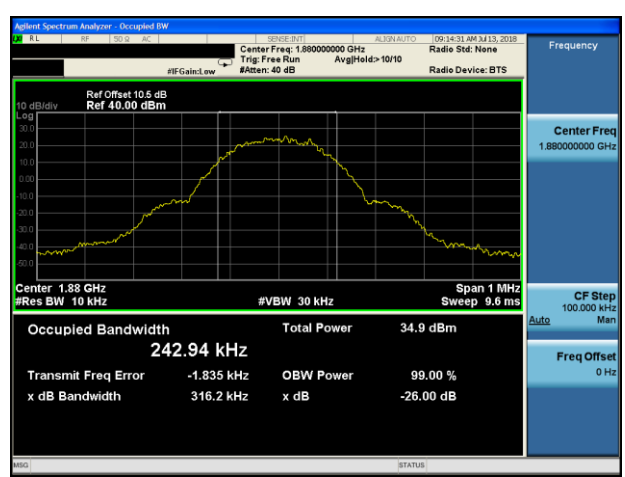 Agilent Spectrum Analyzer - Occupied BW
RL RF 50 Ω AC SENSE:INT ALIGN AUTO 09:14:31 AM Jul 13, 2018
Center Freq: 1.880000000 GHz Radio Std: None
Trig: Free Run Avg|Hold:>10/10
#IFGain:Low #Atten: 40 dB Radio Device: BTS
Frequency
Ref Offset 10.5 dB
10 dB/div Ref 40.00 dBm
Log
30.0
20.0
10.0
0.00
-10.0
-20.0
-30.0
-40.0
-50.0
Center Freq
1.880000000 GHz
Center 1.88 GHz Span 1 MHz
#Res BW 10 kHz #VBW 30 kHz Sweep 9.6 ms
CF Step
100.000 kHz
Auto Man
Occupied Bandwidth Total Power 34.9 dBm
242.94 kHz
Freq Offset
0 Hz
Transmit Freq Error -1.835 kHz OBW Power 99.00 %
x dB Bandwidth 316.2 kHz x dB -26.00 dB
MSG STATUS